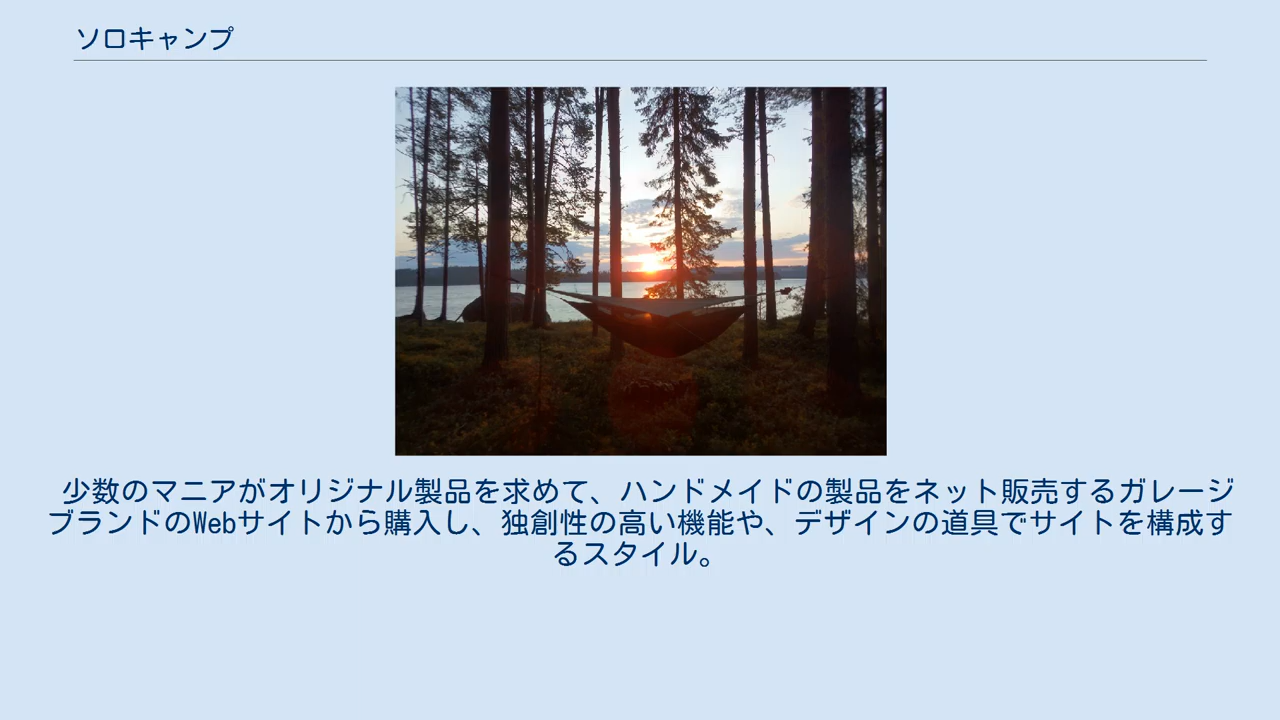 ソロキャンプ
少数のマニアがオリジナル製品を求めて、ハンドメイドの製品をネット販売するガレージ
ブランドのWebサイトから購入し、独創性の高い機能や、デザインの道具でサイトを構成す
るスタイル。